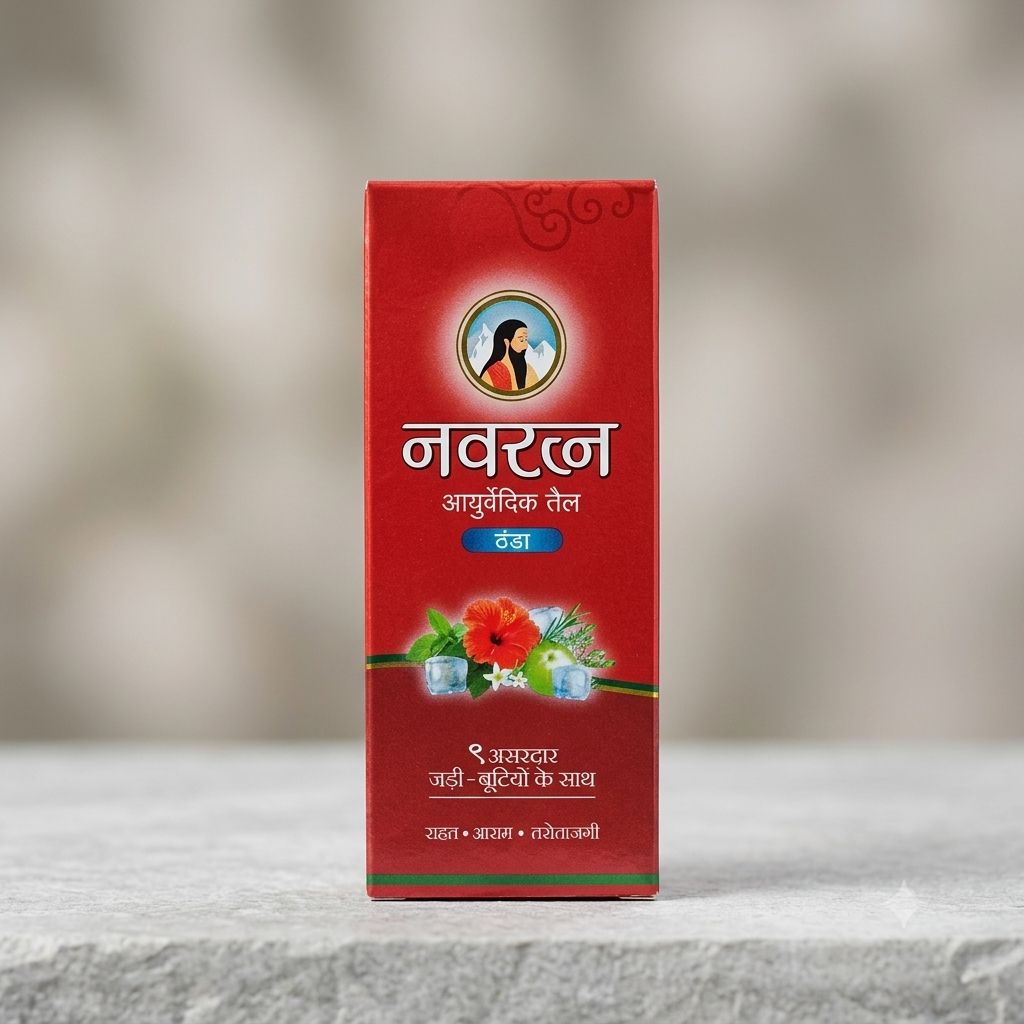 नवरत्न
आयुर्वेदिक तैल
ठंडा
९ असरदार
जड़ी-बूटियों के साथ
राहत • आराम • तरोताजगी